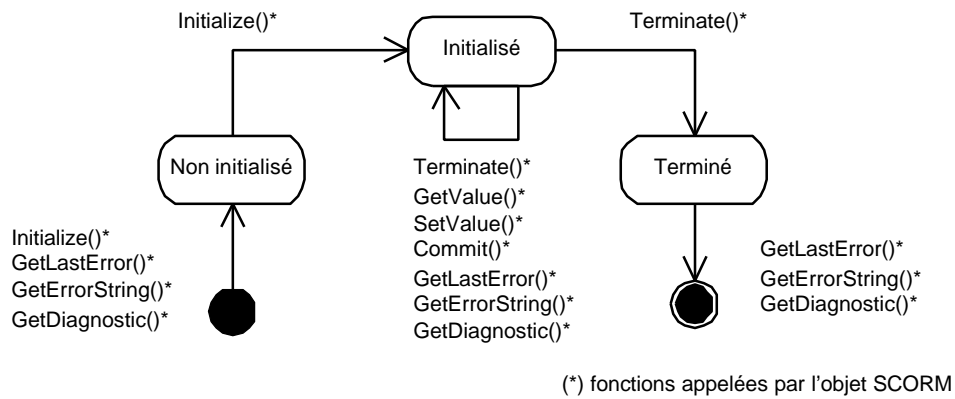 Initialize()*
Initialisé
Terminate()*
Non initialisé
Terminé
Initialize()*
GetLastError()*
GetErrorString()*
GetDiagnostic()*
Terminate()*
GetValue()*
SetValue()*
Commit()*
GetLastError()*
GetErrorString()*
GetDiagnostic()*
GetLastError()*
GetErrorString()*
GetDiagnostic()*
(*) fonctions appelées par l'objet SCORM